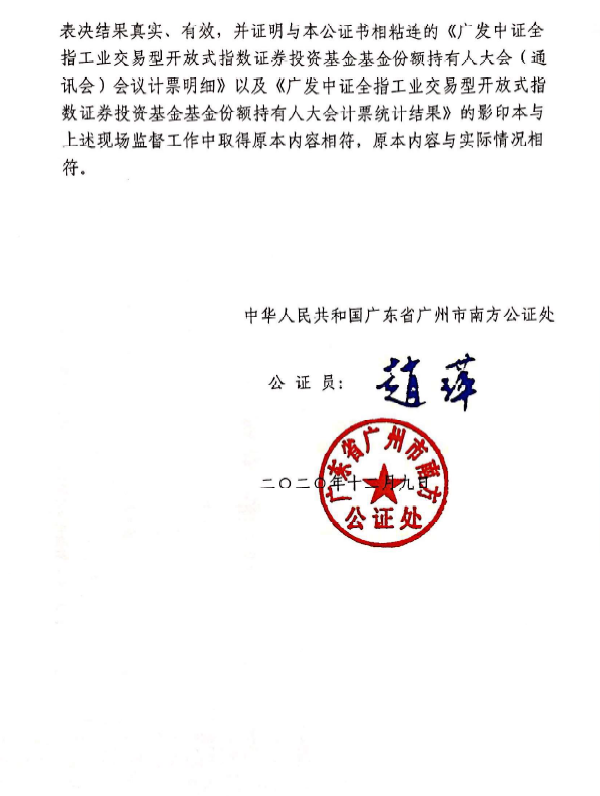 表决结果真实、有效，并证明与本公证书相粘连的《广发中证全
指工业交易型开放式指数证券投资基金基金份额持有人大会（通
讯会）会议计票明细》以及《广发中证全指工业交易型开放式指
数证券投资基金基金份额持有人大会计票统计结果》的影印本与
上述现场监督工作中取得原本内容相符，原本内容与实际情况相
符。
中华人民共和国广东省广州市南方公证处
公 证 员：
趙萍
广东省广州市南方
二〇二〇年十二月九日
公证处